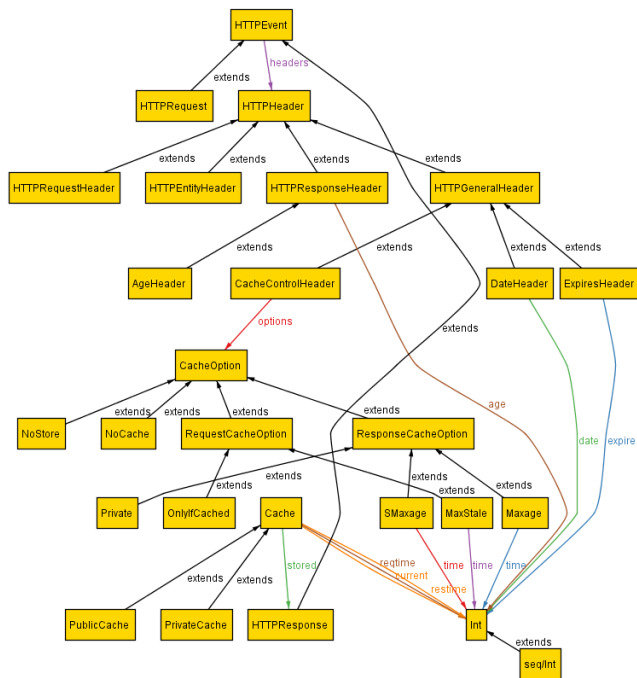 HTTPEvent
headers
extends
HTTPRequest
HTTPHeader
extends
extends
extends
extends
HTTPRequestHeader
HTTPEntityHeader
HTTPResponseHeader
HTTPGeneralHeader
extends
extends
extends
extends
AgeHeader
CacheControlHeader
DateHeader
ExpiresHeader
options
extends
CacheOption
age
extends
extends
extends
extends
NoStore
NoCache
RequestCacheOption
ResponseCacheOption
date
expire
extends
extends
extends
extends
extends
Private
OnlyIfCached
Cache
SMaxage
MaxStale
Maxage
extends
extends
stored
reqtime
current
restime
time
time
time
PublicCache
PrivateCache
HTTPResponse
Int
extends
seq/Int